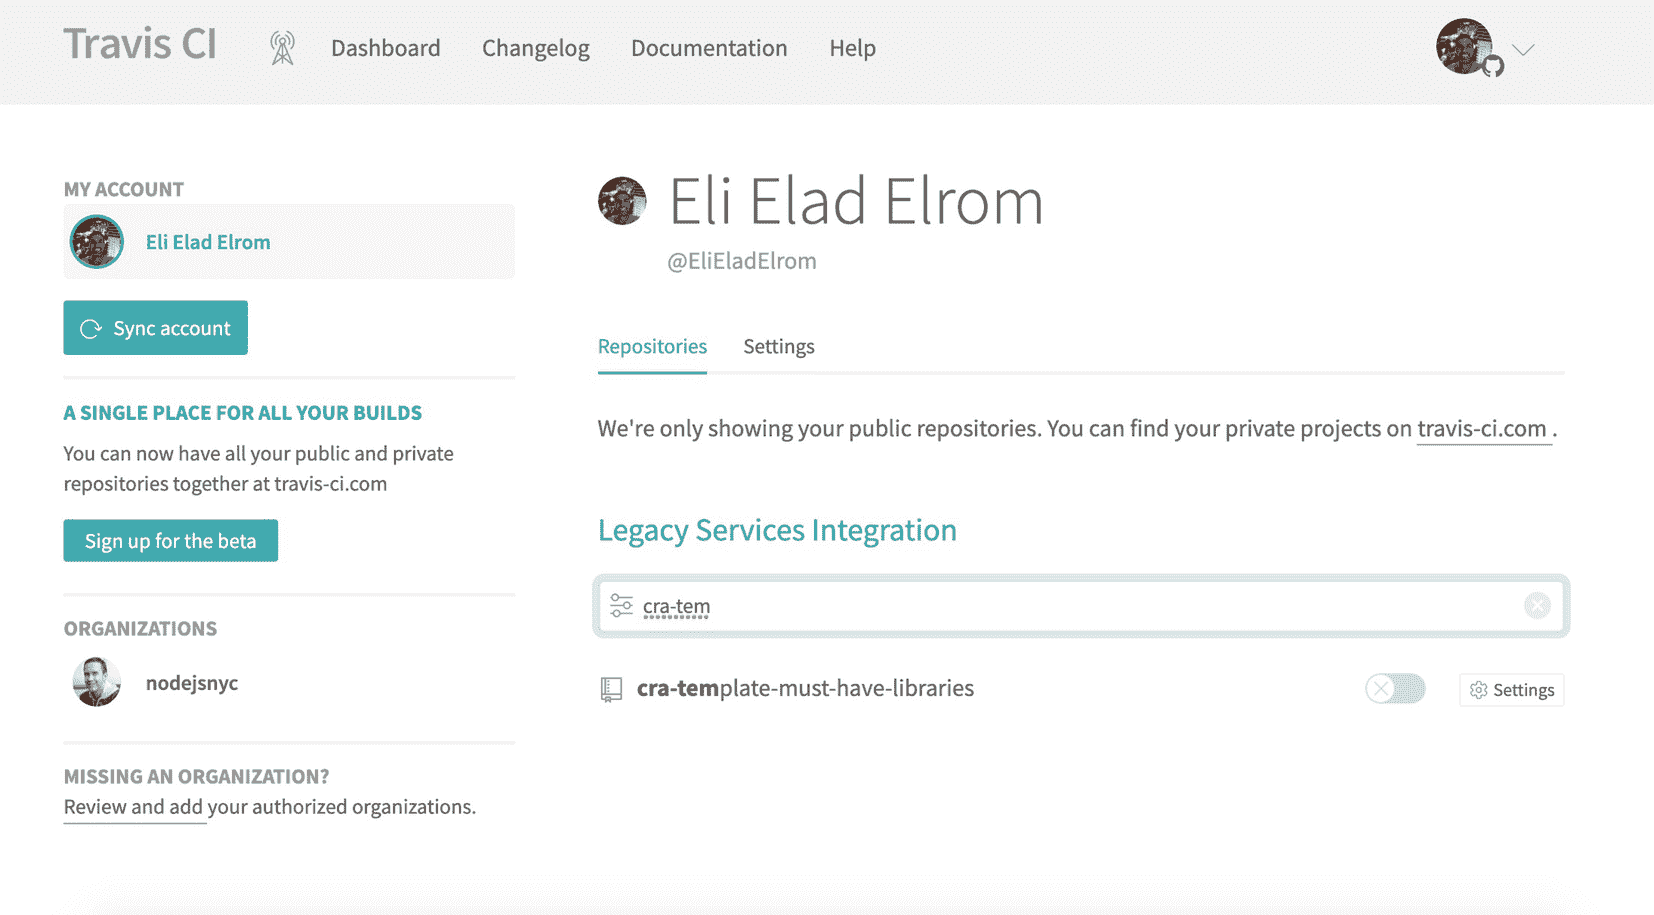 Travis CI Dashboard Changelog Documentation Help
MY ACCOUNT
Eli Elad Elrom
Sync account
A SINGLE PLACE FOR ALL YOUR BUILDS
You can now have all your public and private
repositories together at travis-ci.com
Sign up for the beta
ORGANIZATIONS
nodejsnyc
MISSING AN ORGANIZATION?
Review and add your authorized organizations.
Eli Elad Elrom
@EliEladElrom
Repositories Settings
We're only showing your public repositories. You can find your private projects on travis-ci.com .
Legacy Services Integration
cra-tem
cra-template-must-have-libraries Settings